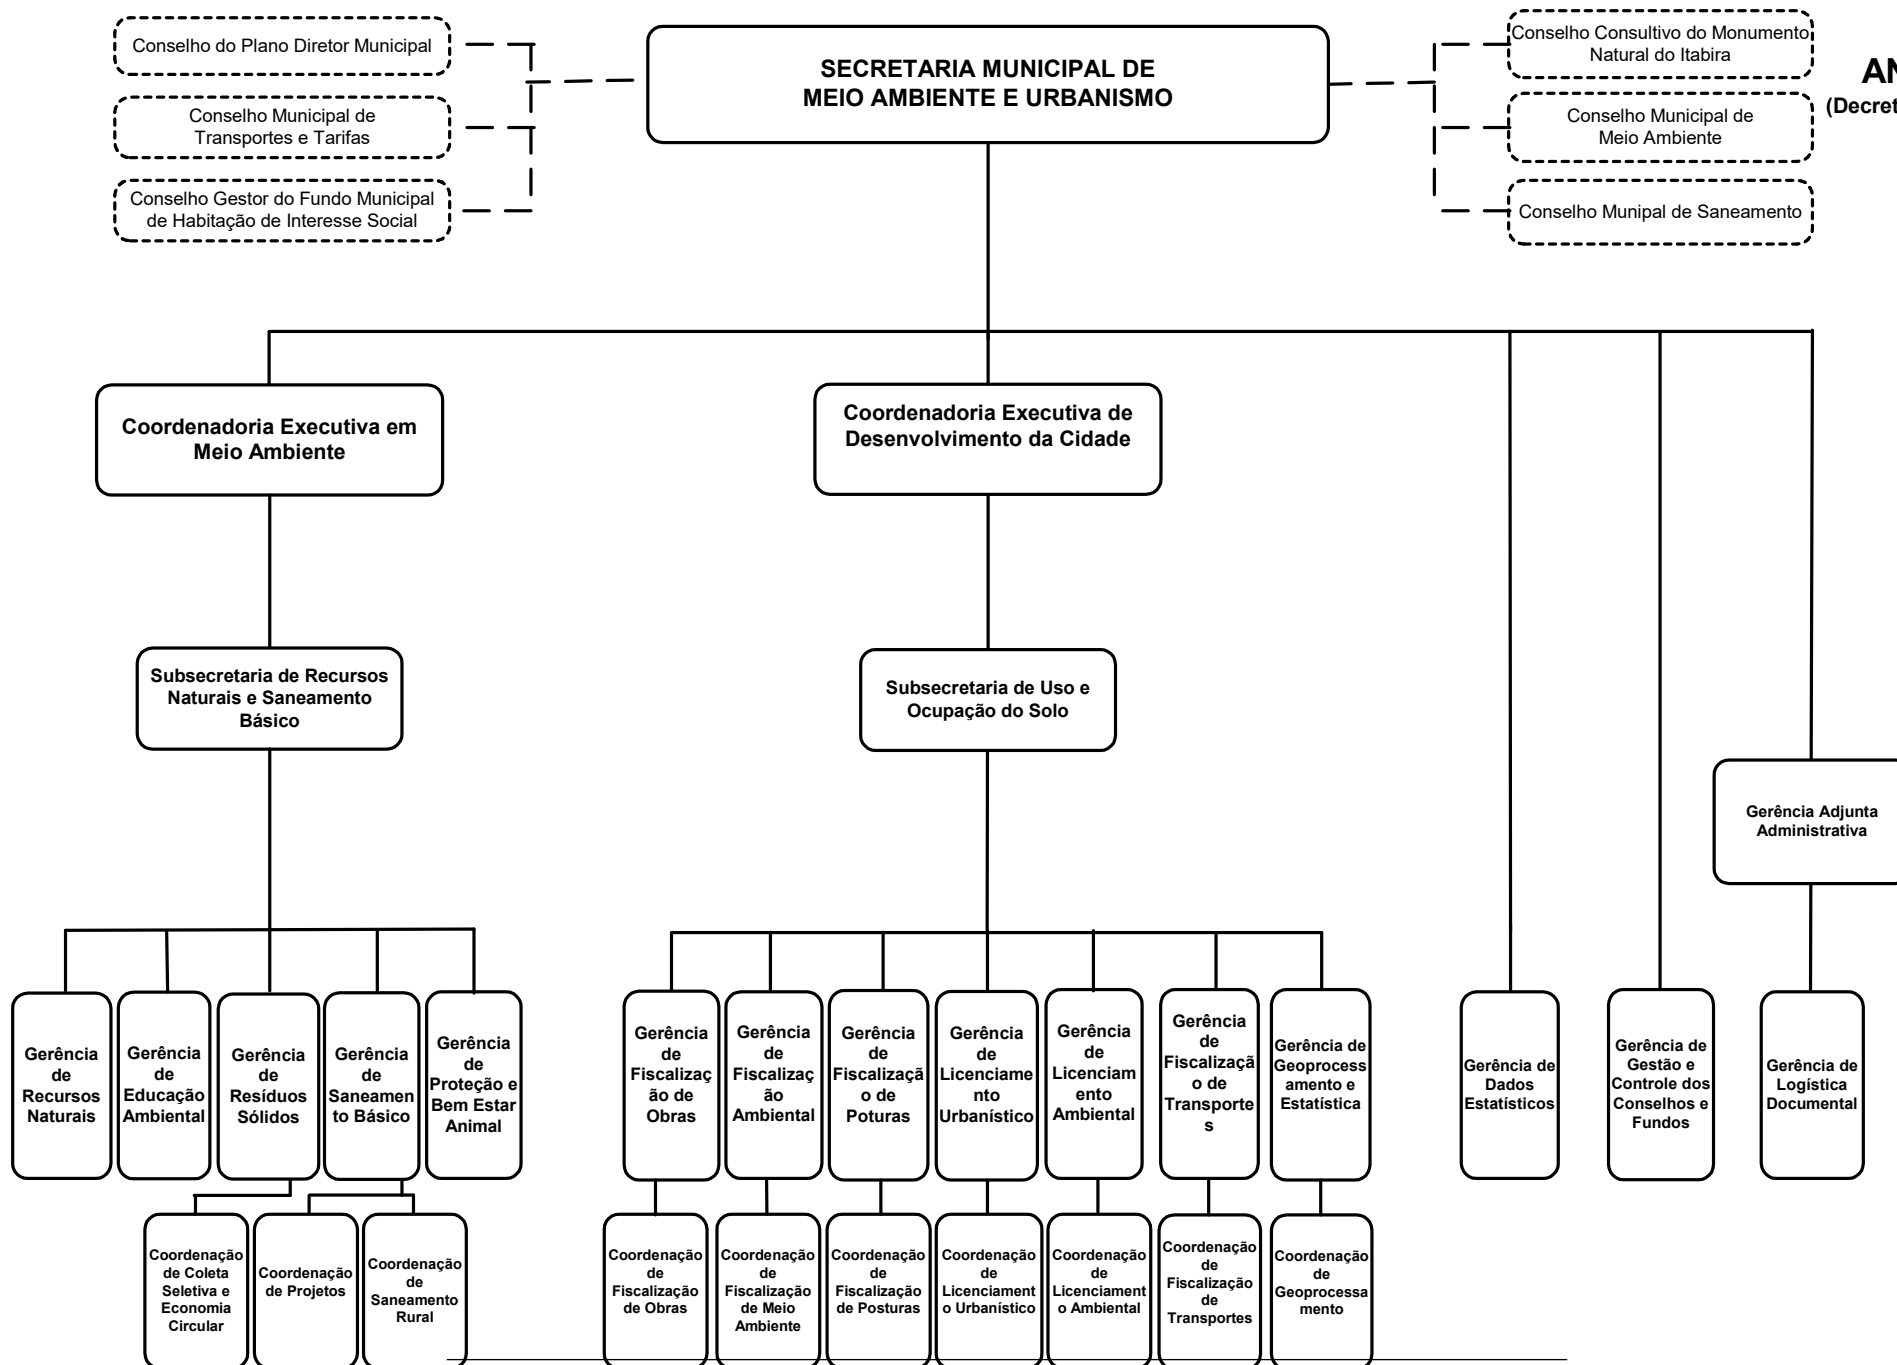 Conselho do Plano Diretor Municipal
Conselho Municipal de
Transportes e Tarifas
Conselho Gestor do Fundo Municipal
de Habitação de Interesse Social
SECRETARIA MUNICIPAL DE
MEIO AMBIENTE E URBANISMO
Conselho Consultivo do Monumento
Natural do Itabira
Conselho Municipal de
Meio Ambiente
Conselho Munipal de Saneamento
AN
(Decret
Coordenadoria Executiva em
Meio Ambiente
Coordenadoria Executiva de
Desenvolvimento da Cidade
Subsecretaria de Recursos
Naturais e Saneamento
Básico
Subsecretaria de Uso e
Ocupação do Solo
Gerência Adjunta
Administrativa
Gerência
de
Recursos
Naturais
Gerência
de
Educação
Ambiental
Gerência
de
Resíduos
Sólidos
Gerência
de
Saneamen
to Básico
Gerência
de
Proteção e
Bem Estar
Animal
Gerência
de
Fiscalizaç
ão de
Obras
Gerência
de
Fiscalizaç
ão
Ambiental
Gerência
de
Fiscalizaçã
o de
Poturas
Gerência
de
Licenciame
nto
Urbanístico
Gerência
de
Licenciam
ento
Ambiental
Gerência
de
Fiscalizaçã
o de
Transporte
s
Gerência de
Geoprocess
amento e
Estatística
Gerência de
Dados
Estatísticos
Gerência de
Gestão e
Controle dos
Conselhos e
Fundos
Gerência de
Logística
Documental
Coordenação
de Coleta
Seletiva e
Economia
Circular
Coordenação
de Projetos
Coordenação
de
Saneamento
Rural
Coordenação
de
Fiscalização
de Obras
Coordenação
de
Fiscalização
de Meio
Ambiente
Coordenação
de
Fiscalização
de Posturas
Coordenação
de
Licenciament
o Urbanístico
Coordenação
de
Licenciament
o Ambiental
Coordenação
de
Fiscalização
de
Transportes
Coordenação
de
Geoprocessa
mento